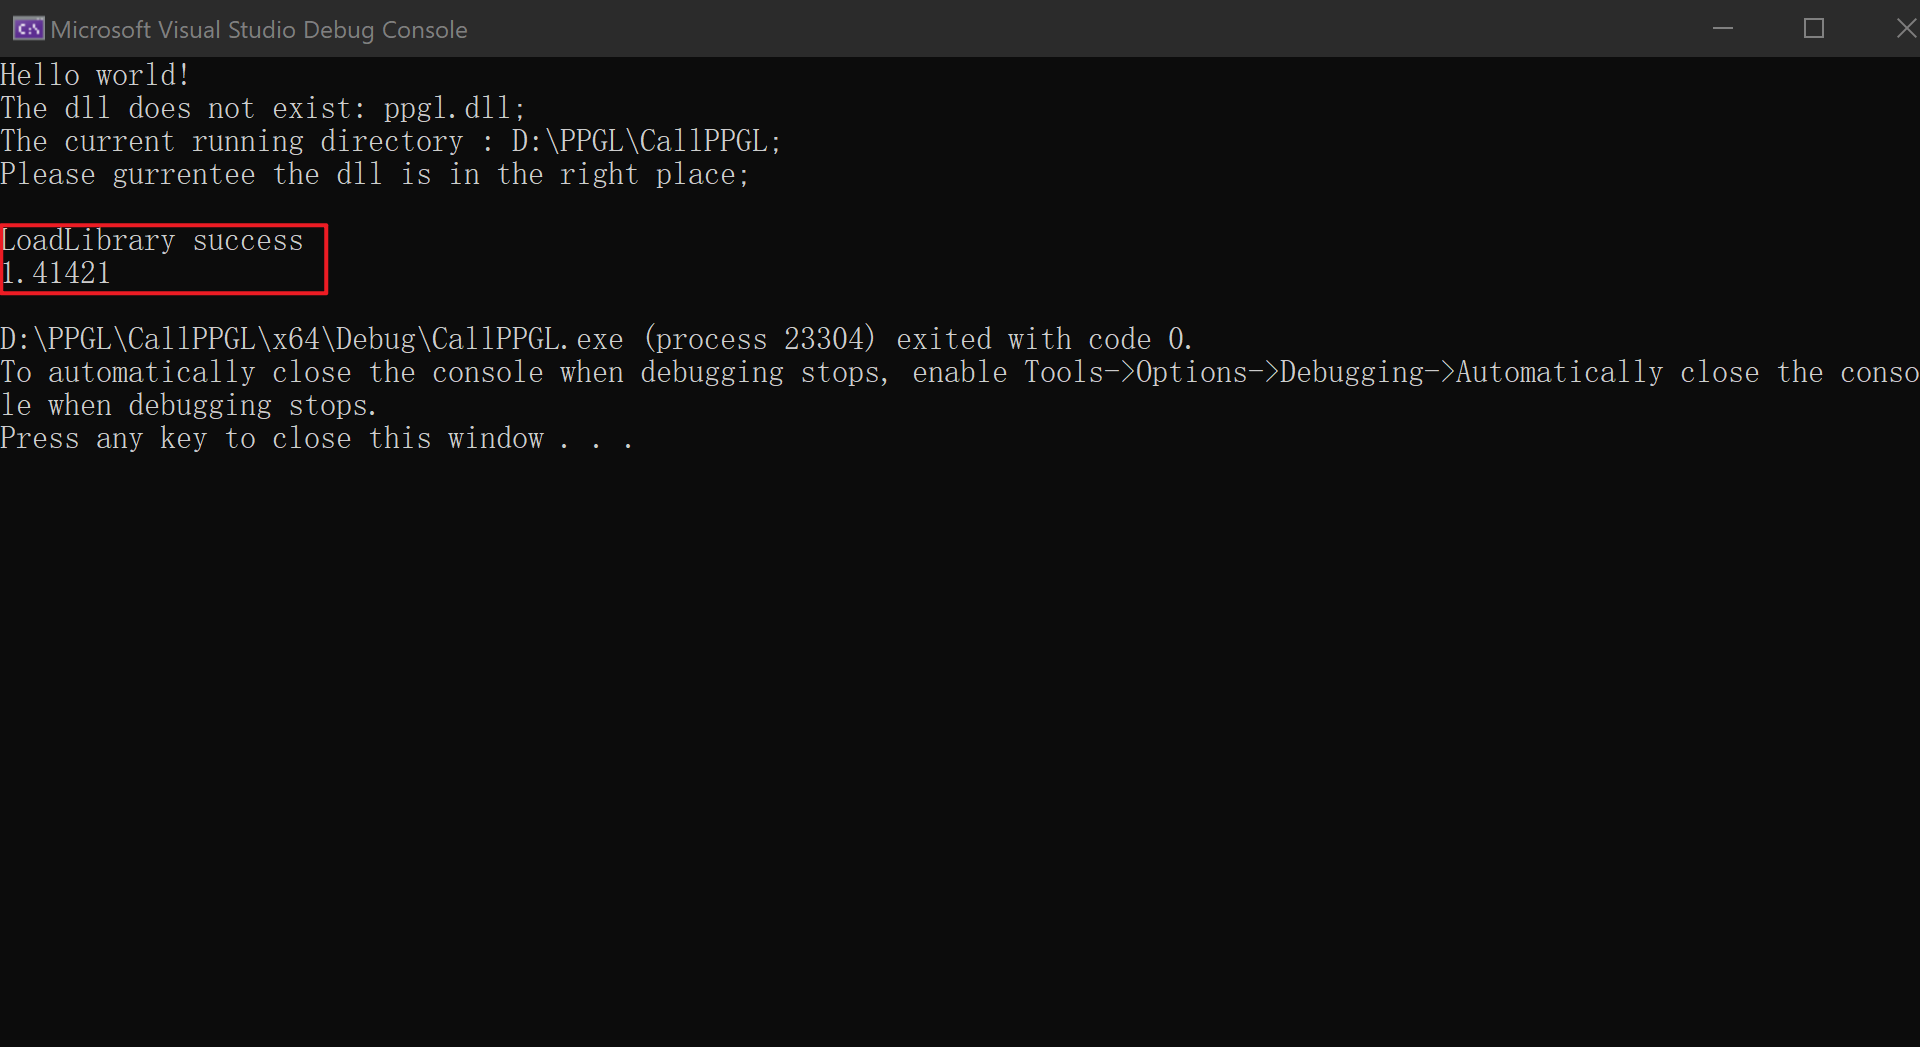 Microsoft Visual Studio Debug Console
Hello world!
The dll does not exist: ppgl.dll;
The current running directory : D:\PPGL\CallPPGL;
Please gurrentee the dll is in the right place;
LoadLibrary success
1.41421
D:\PPGL\CallPPGL\x64\Debug\CallPPGL.exe (process 23304) exited with code 0.
To automatically close the console when debugging stops, enable Tools->Options->Debugging->Automatically close the conso
le when debugging stops.
Press any key to close this window . . .